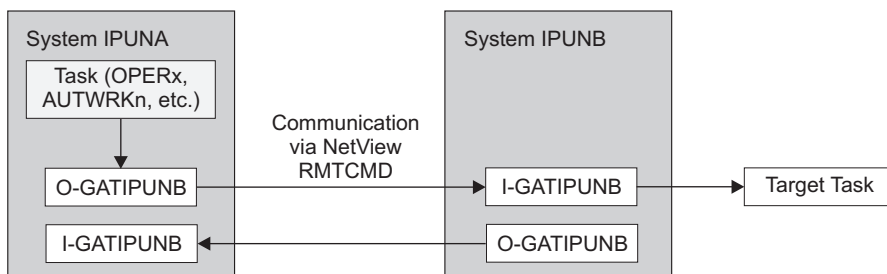 System IPUNA
Task (OPERx,
AUTWRKn, etc.)
O-GATIPUNB
I-GATIPUNB
Communication
via NetView
RMTCMD
System IPUNB
I-GATIPUNB
O-GATIPUNB
Target Task